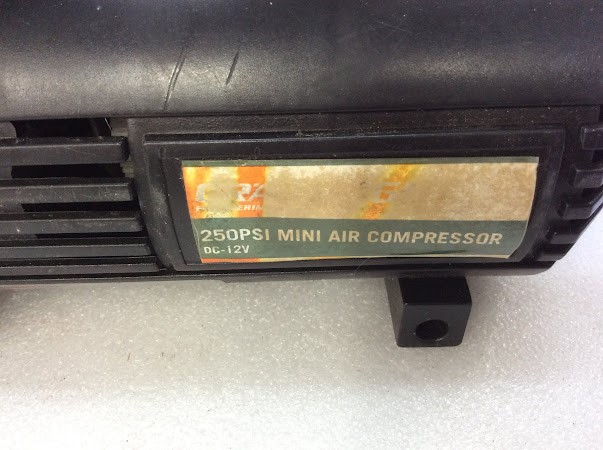 250PSI MINI AIR COMPRESSOR
DC-12V